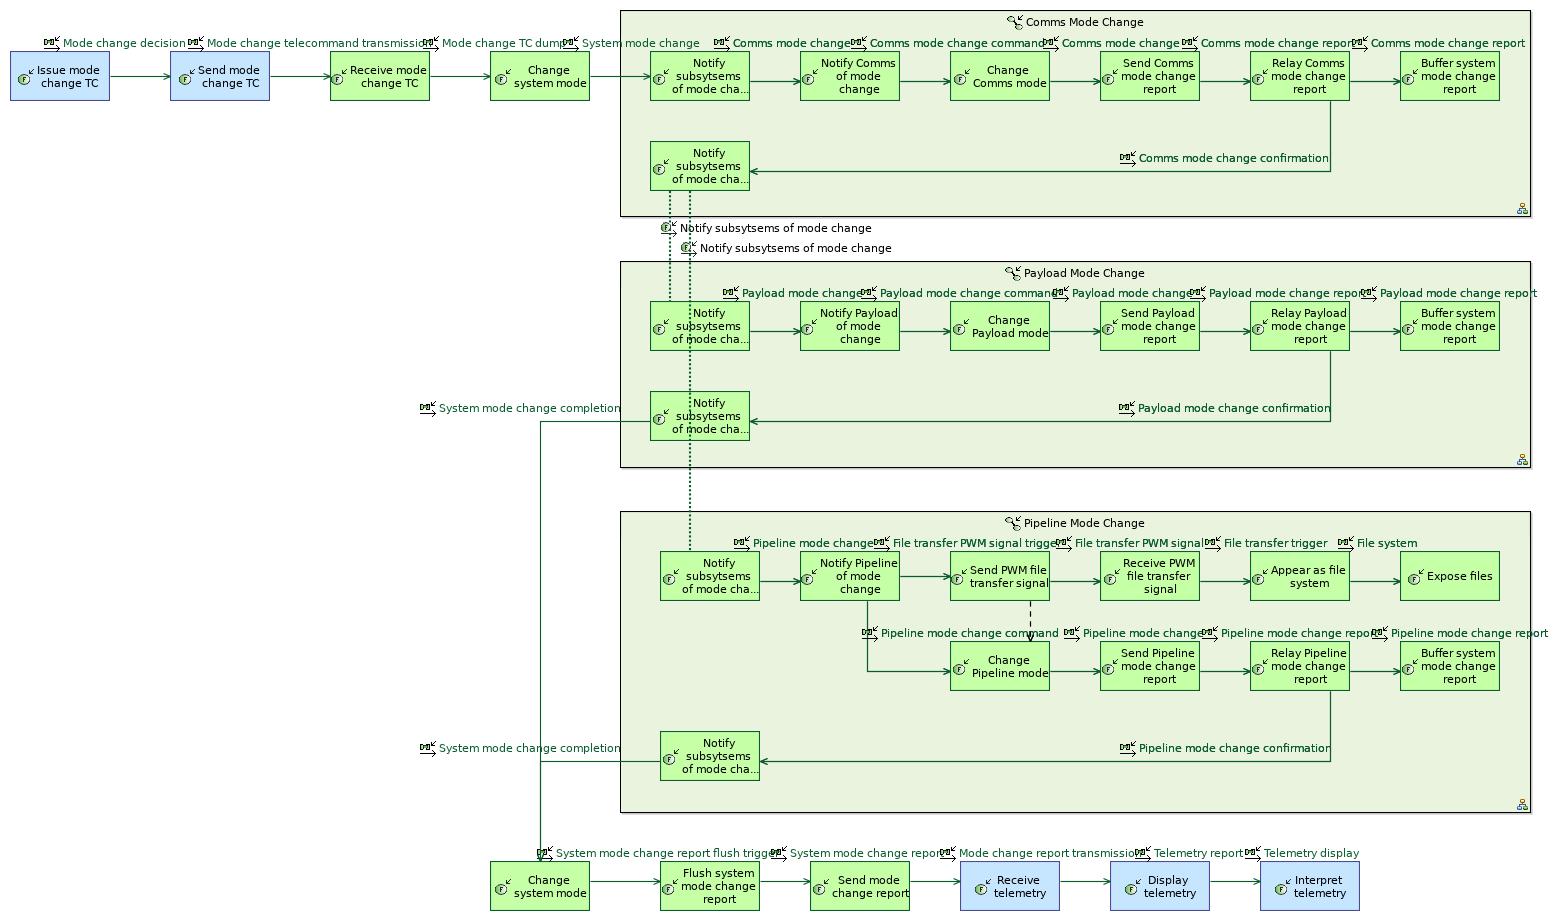 Comms Mode Change
Mode change decision
Mode change telecommand transmission
Mode change TC dump
System mode change
Comms mode change
Comms mode change command
Comms mode change
Comms mode change report
Comms mode change report
Issue mode
change TC
Send mode
change TC
Receive mode
change TC
Change
system mode
Notify
subsytsems
of mode cha...
Notify Comms
of mode
change
Change
Comms mode
Send Comms
mode change
report
Relay Comms
mode change
report
Buffer system
mode change
report
Comms mode change confirmation
Notify
subsytsems
of mode cha...
Notify subsytsems of mode change
Notify subsytsems of mode change
Payload Mode Change
Payload mode change
Payload mode change command
Payload mode change
Payload mode change report
Payload mode change report
Notify
subsytsems
of mode cha...
Notify Payload
of mode
change
Change
Payload mode
Send Payload
mode change
report
Relay Payload
mode change
report
Buffer system
mode change
report
System mode change completion
Payload mode change confirmation
Notify
subsytsems
of mode cha...
Pipeline Mode Change
Pipeline mode change
File transfer PWM signal trigger
File transfer PWM signal
File transfer trigger
File system
Notify
subsytsems
of mode cha...
Notify Pipeline
of mode
change
Send PWM file
transfer signal
Receive PWM
file transfer
signal
Appear as file
system
Expose files
Pipeline mode change command
Pipeline mode change
Pipeline mode change report
Pipeline mode change report
Change
Pipeline mode
Send Pipeline
mode change
report
Relay Pipeline
mode change
report
Buffer system
mode change
report
System mode change completion
Pipeline mode change confirmation
Notify
subsytsems
of mode cha...
System mode change report flush trigger
System mode change report
Mode change report transmission
Telemetry report
Telemetry display
Change
system mode
Flush system
mode change
report
Send mode
change report
Receive
telemetry
Display
telemetry
Interpret
telemetry